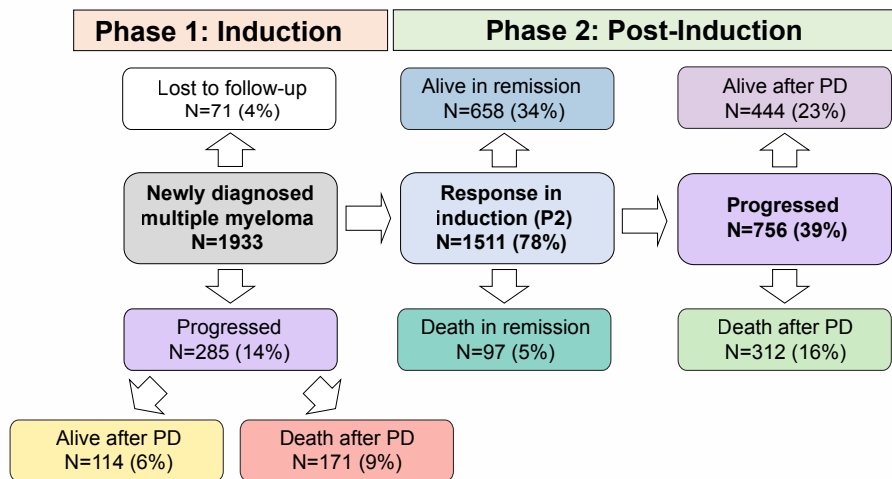 Phase 1: Induction
Phase 2: Post-Induction
Lost to follow-up
N=71 (4%)
Alive in remission
N=658 (34%)
Alive after PD
N=444 (23%)
Newly diagnosed
multiple myeloma
N=1933
Response in
induction (P2)
N=1511 (78%)
Progressed
N=756 (39%)
Progressed
N=285 (14%)
Death in remission
N=97 (5%)
Death after PD
N=312 (16%)
Alive after PD
N=114 (6%)
Death after PD
N=171 (9%)